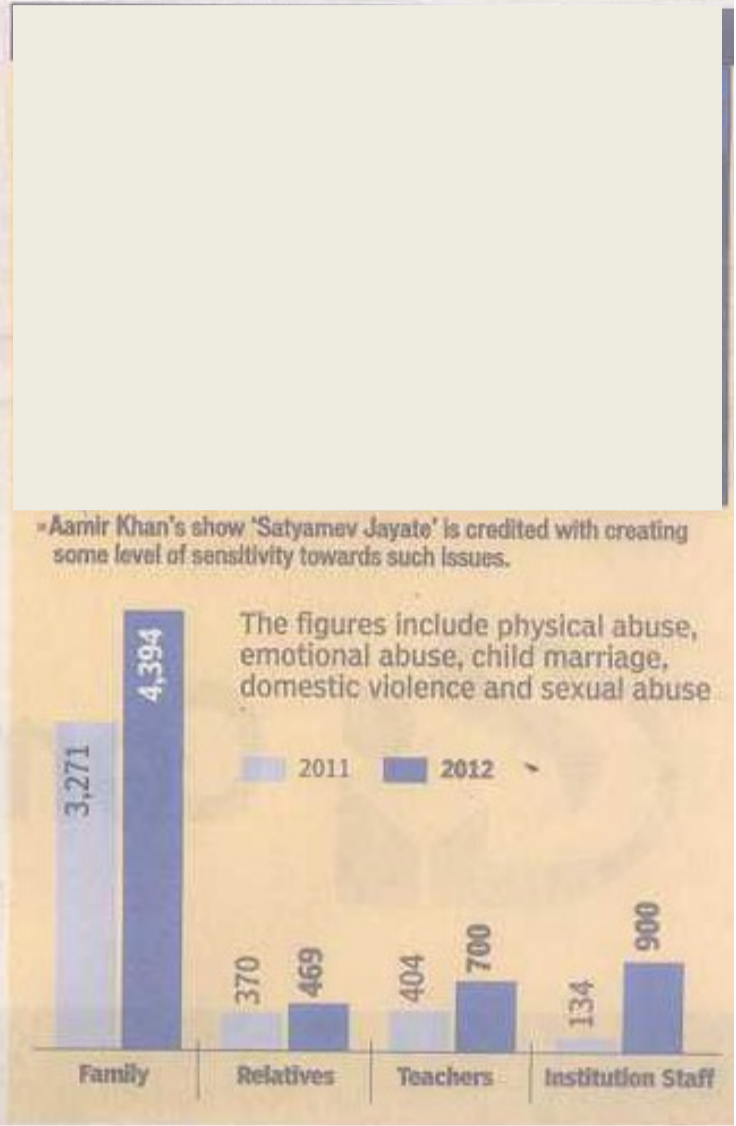 »Aamir Khan's show 'Satyamev Jayate' is credited with creating
some level of sensitivity towards such issues.
The figures include physical abuse,
emotional abuse, child marriage,
domestic violence and sexual abuse
2011 2012
3,271 4,394
370 469
404 700
134 900
Family Relatives Teachers Institution Staff